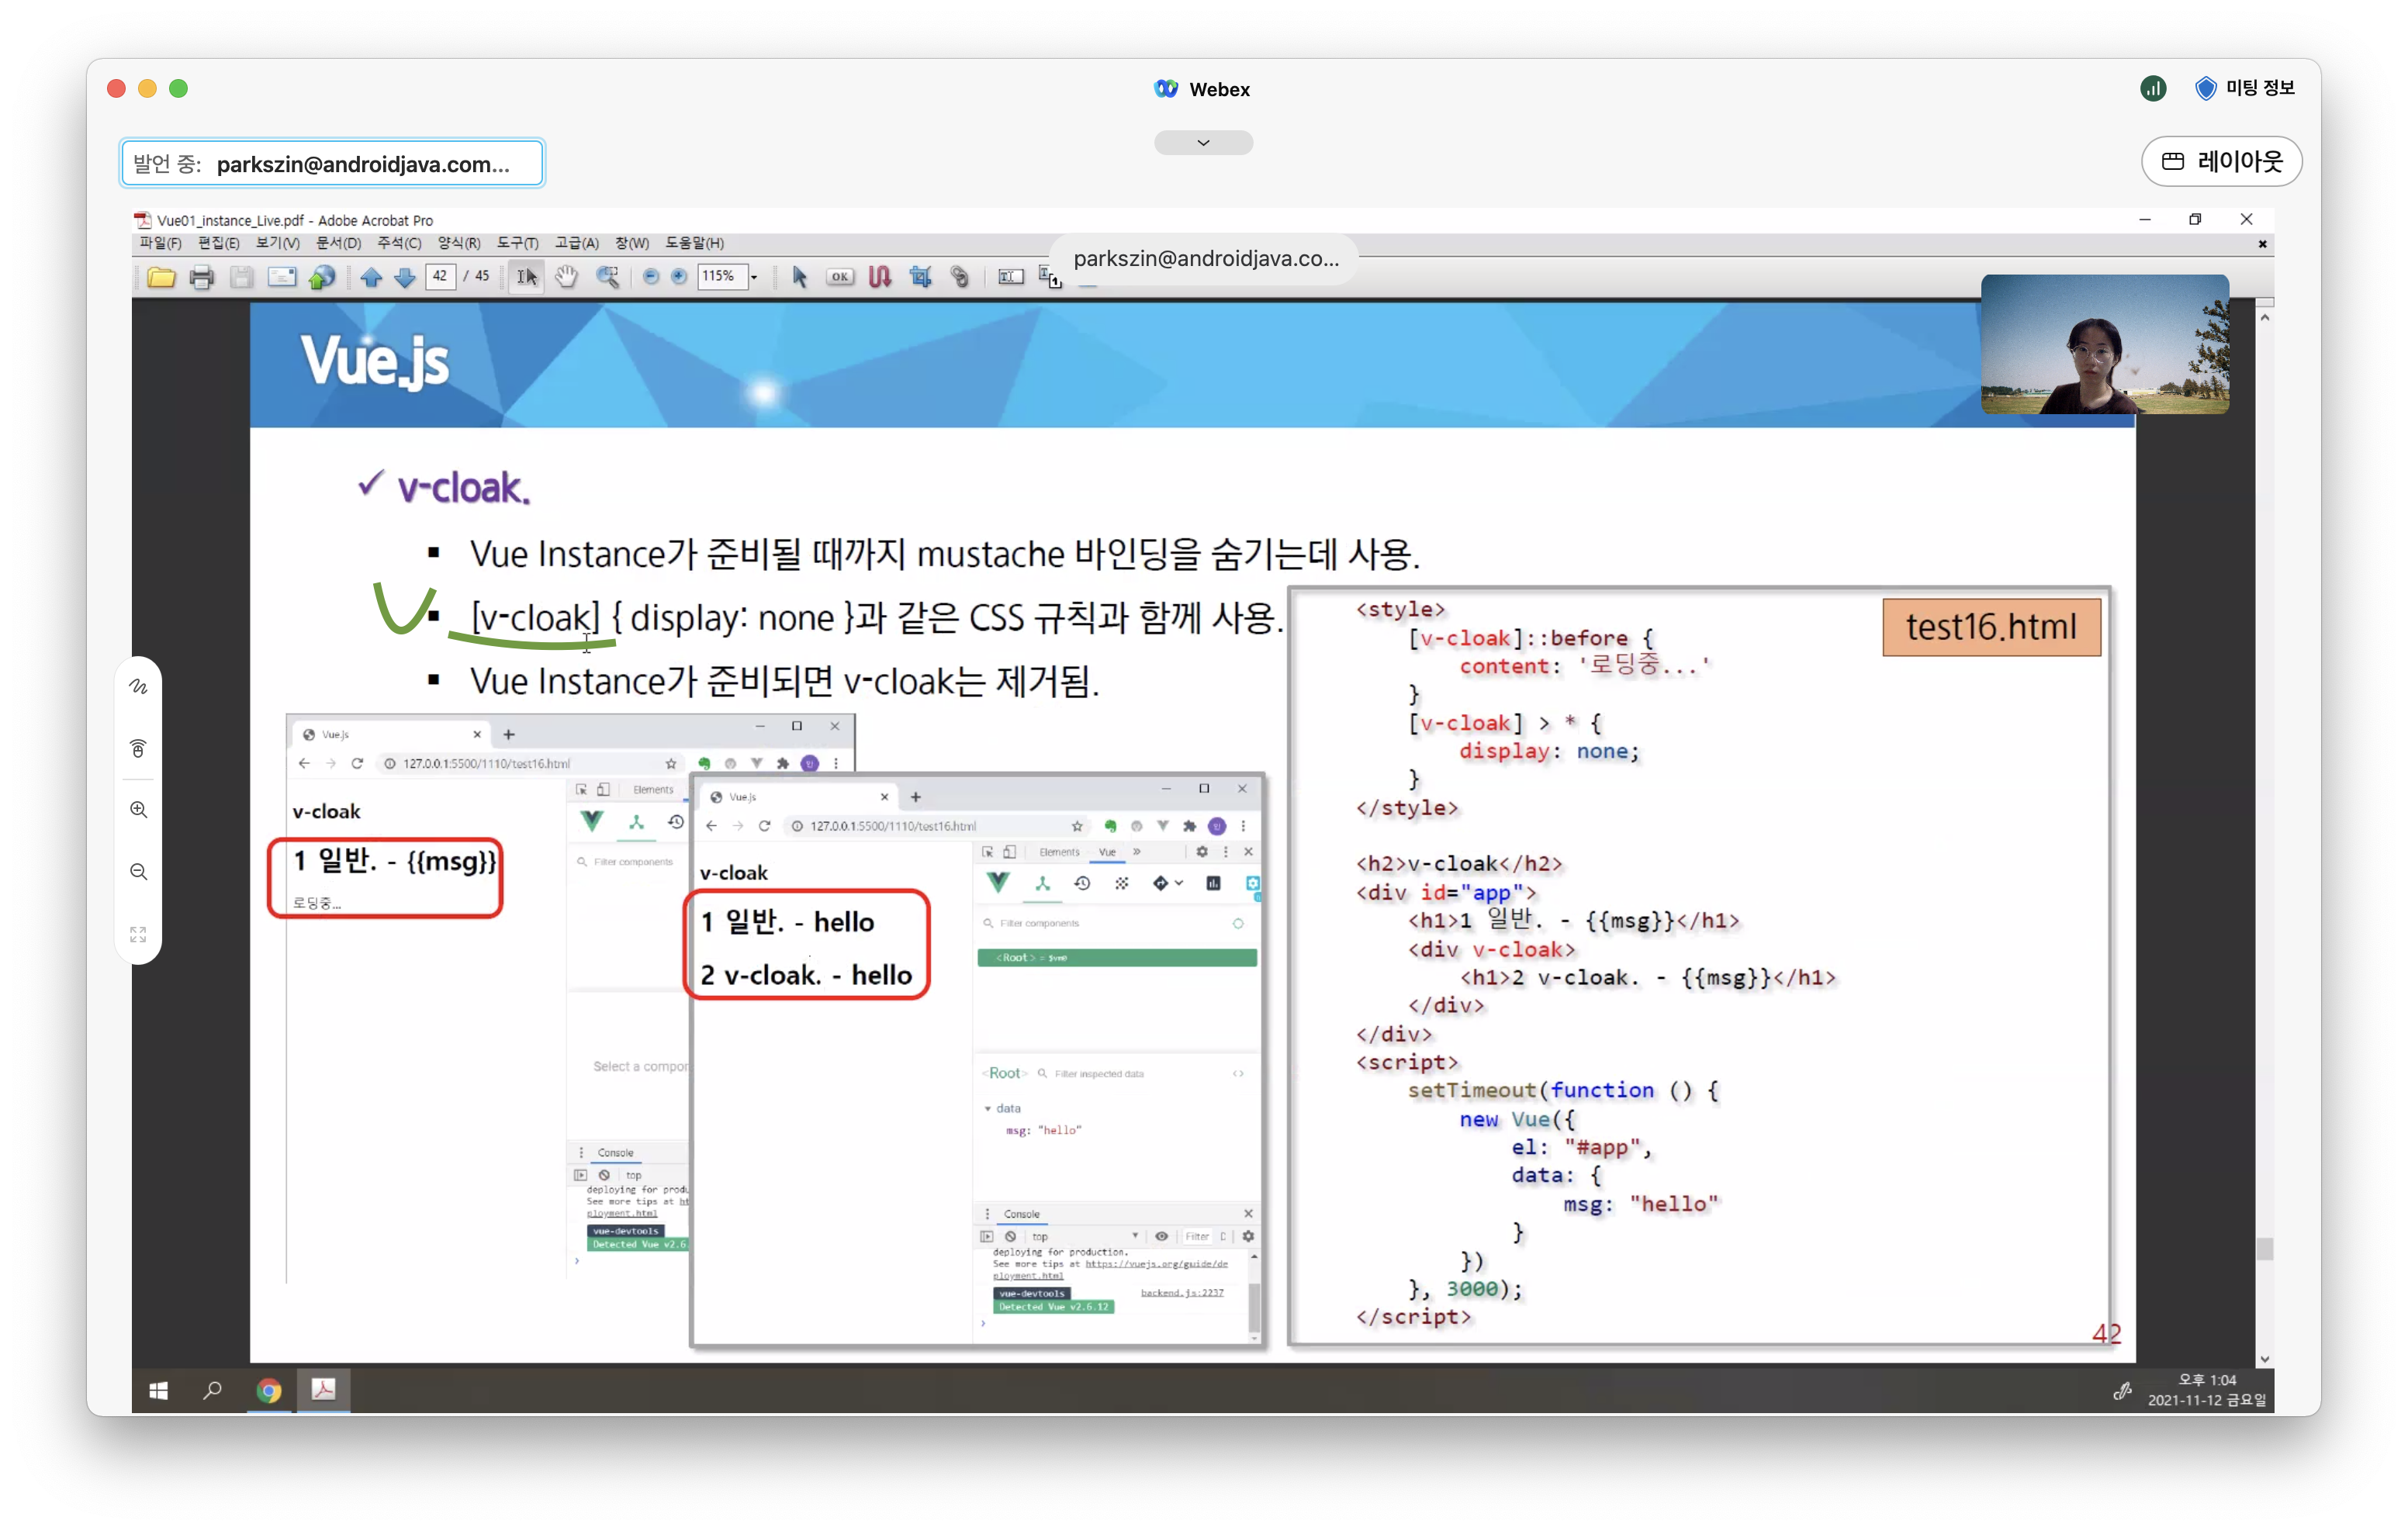 Webex
미팅 정보
발언 중: parkszin@androidjava.com...
레이아웃
Vue01_instance_Live.pdf - Adobe Acrobat Pro
파일(F) 편집(E) 보기(V) 문서(D) 주석(C) 양식(R) 도구(T) 고급(A) 창(W) 도움말(H)
parkszin@androidjava.co...
42 / 45
115%
OK
Vue.js
✓ v-cloak.
▪ Vue Instance가 준비될 때까지 mustache 바인딩을 숨기는데 사용.
▪ [v-cloak] { display: none }과 같은 CSS 규칙과 함께 사용.
▪ Vue Instance가 준비되면 v-cloak는 제거됨.
Vue.js
127.0.0.1:5500/1110/test16.html
Elements
v-cloak
1 일반. - {{msg}}
로딩중...
Filter components
Select a compor
Console
top
deploying for produ
See more tips at ht
ployment.html
vue-devtools
Detected Vue v2.6
Vue.js
127.0.0.1:5500/1110/test16.html
Elements Vue »
v-cloak
1 일반. - hello
2 v-cloak. - hello
Filter components
<Root> = $vm0
<Root> Filter inspected data
data
msg: "hello"
Console
top
Filter
deploying for production.
See more tips at https://vuejs.org/guide/de
ployment.html
vue-devtools backend.js:2237
Detected Vue v2.6.12
test16.html
<style>
[v-cloak]::before {
content: '로딩중...'
}
[v-cloak] > * {
display: none;
}
</style>
<h2>v-cloak</h2>
<div id="app">
<h1>1 일반. - {{msg}}</h1>
<div v-cloak>
<h1>2 v-cloak. - {{msg}}</h1>
</div>
</div>
<script>
setTimeout(function () {
new Vue({
el: "#app",
data: {
msg: "hello"
}
})
}, 3000);
</script>
42
오후 1:04
2021-11-12 금요일